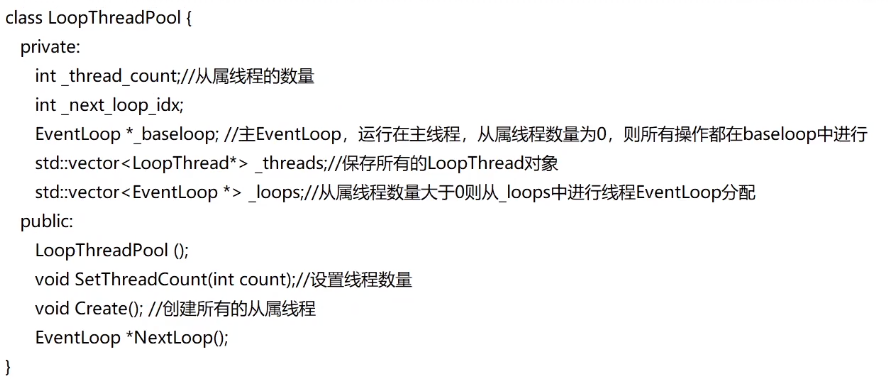 class LoopThreadPool {
private:
int _thread_count;//从属线程的数量
int _next_loop_idx;
EventLoop *_baseloop; //主EventLoop，运行在主线程，从属线程数量为0，则所有操作都在baseloop中进行
std::vector<LoopThread*> _threads;//保存所有的LoopThread对象
std::vector<EventLoop *> _loops;//从属线程数量大于0则从_loops中进行线程EventLoop分配
public:
LoopThreadPool ();
void SetThreadCount(int count);//设置线程数量
void Create(); //创建所有的从属线程
EventLoop *NextLoop();
}